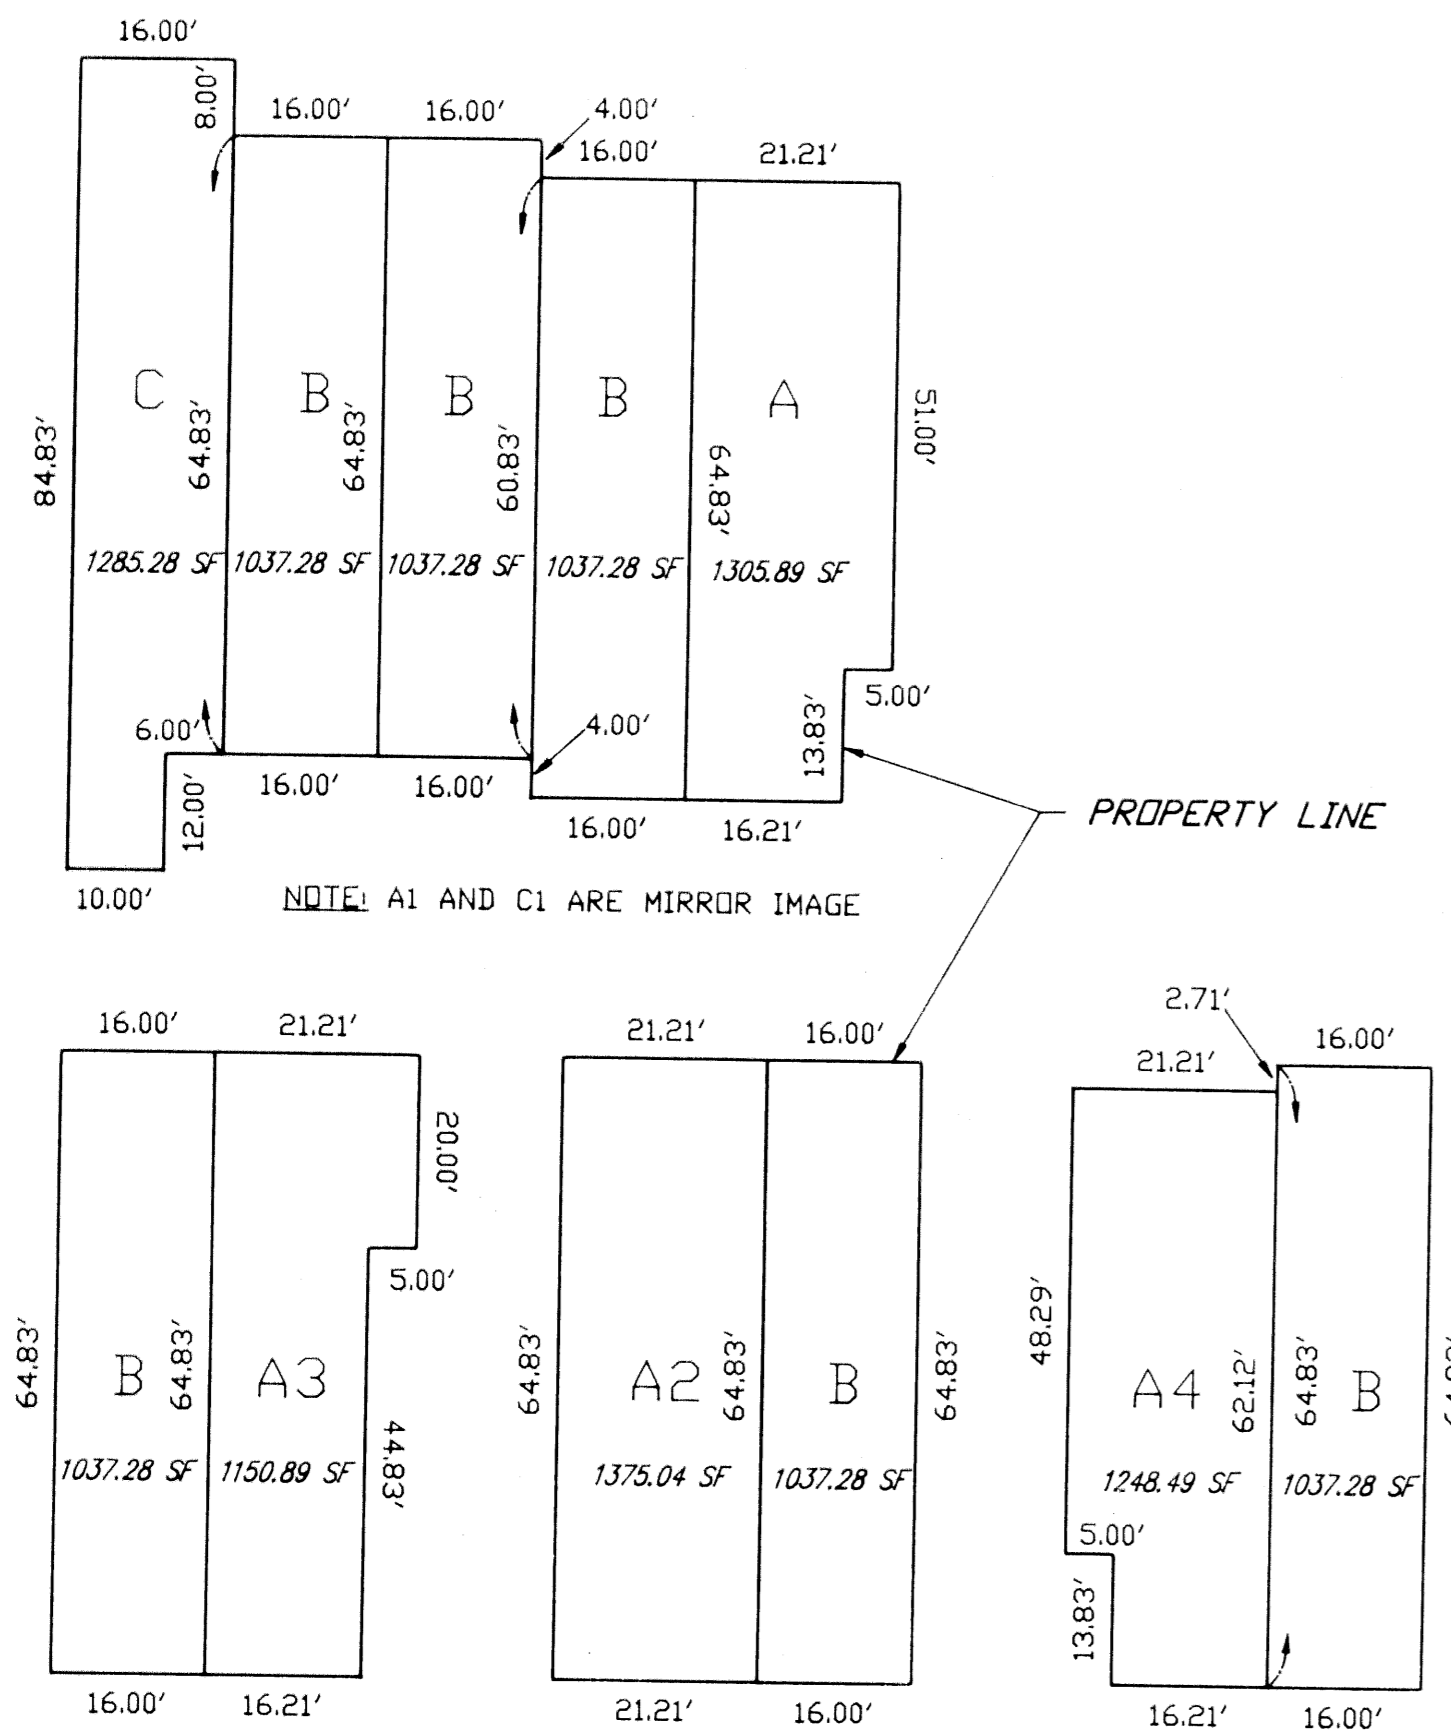 16.00'
8.00'
16.00' 16.00' 4.00'
16.00' 21.21'
C B B B A
84.83' 64.83' 64.83' 60.83' 64.83' 51.00'
1285.28 SF 1037.28 SF 1037.28 SF 1037.28 SF 1305.89 SF
6.00' 4.00' 13.83' 5.00'
12.00' 16.00' 16.00'
16.00' 16.21'
PROPERTY LINE
10.00'
NOTE: A1 AND C1 ARE MIRROR IMAGE
16.00' 21.21'
20.00'
5.00'
64.83' B 64.83' A3
44.83'
1037.28 SF 1150.89 SF
16.00' 16.21'
21.21' 16.00'
64.83' A2 64.83' B 64.83'
1375.04 SF 1037.28 SF
21.21' 16.00'
2.71'
21.21' 16.00'
48.29' A4 62.12' 64.83' B
1248.49 SF 1037.28 SF
5.00'
13.83'
16.21' 16.00'